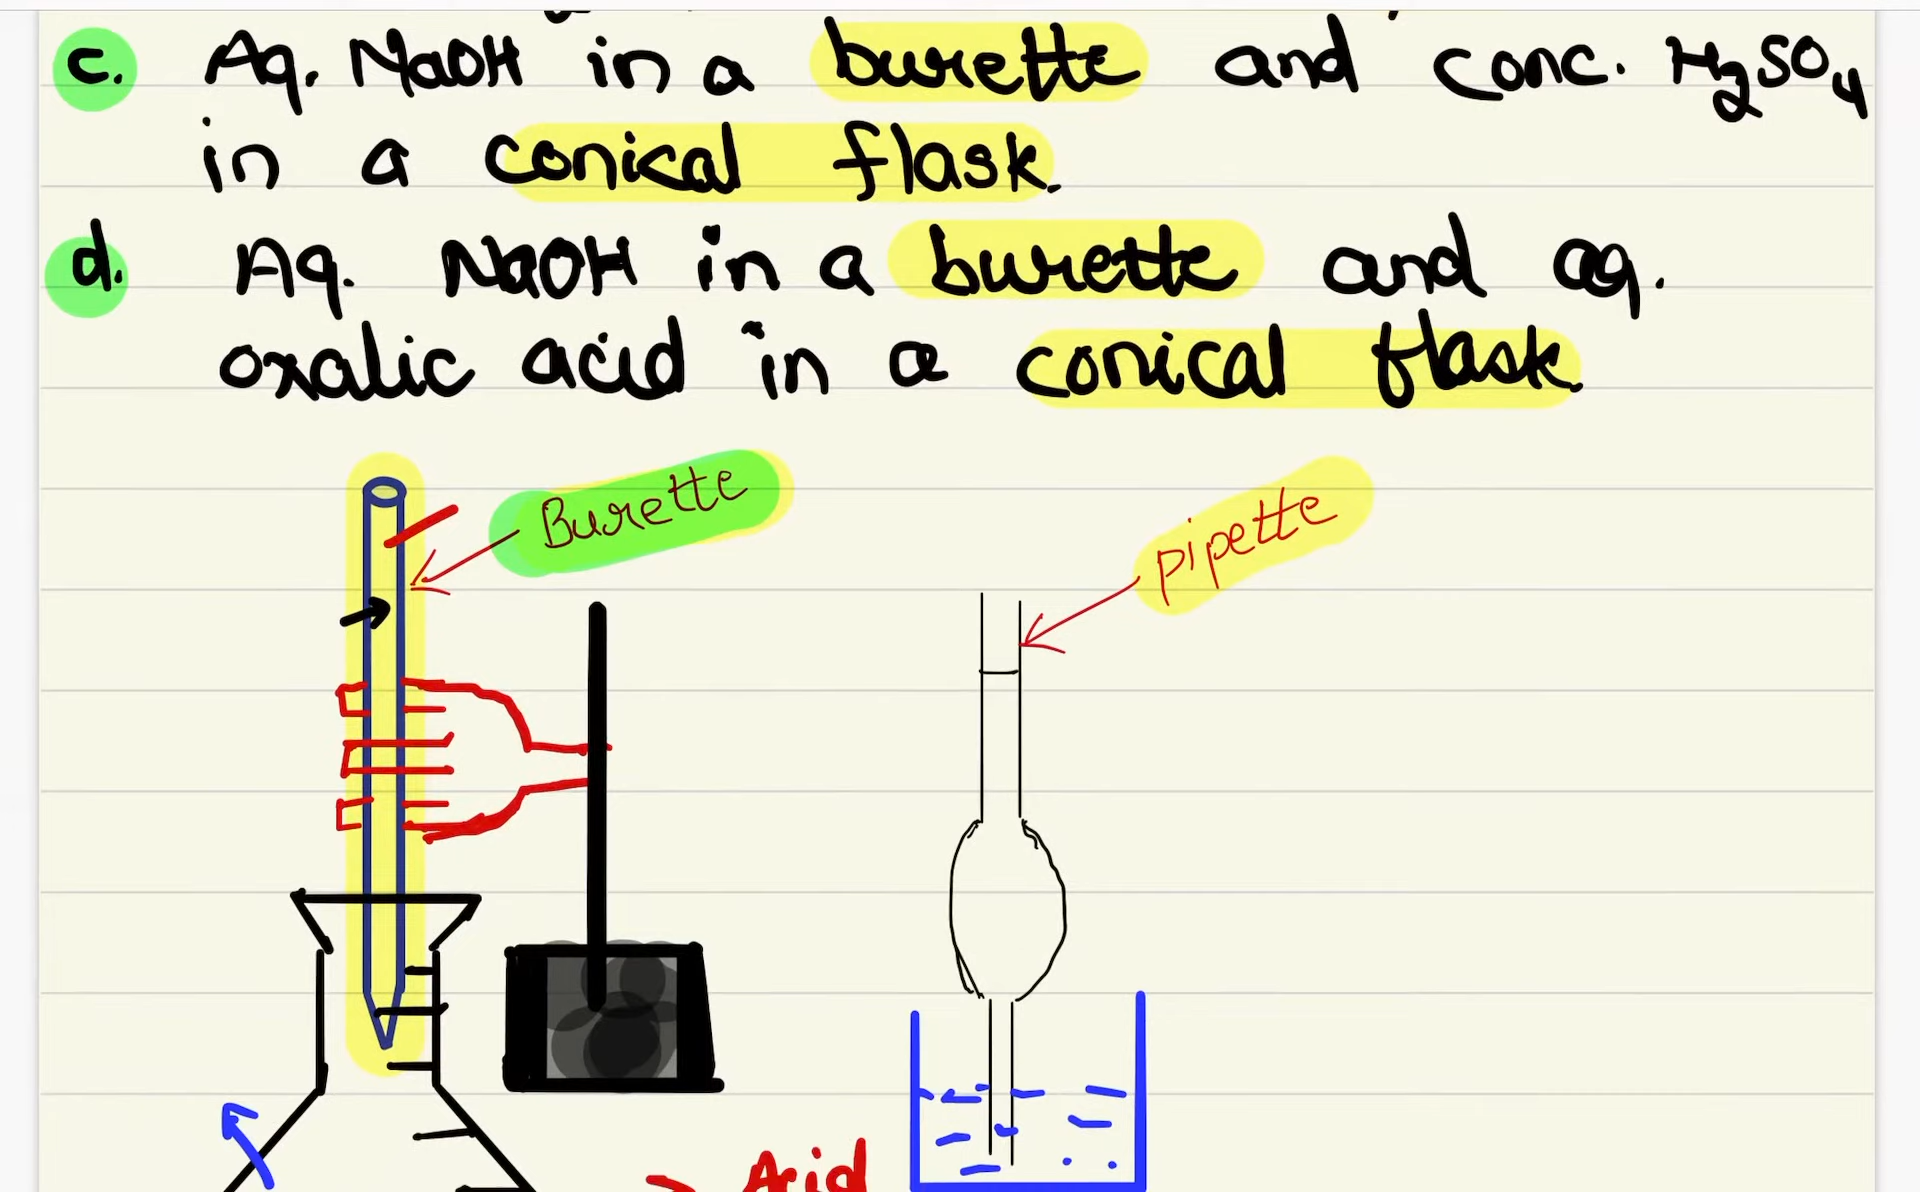 c. Aq. NaOH in a burette and conc. H₂SO₄
in a conical flask.
d. Aq. NaOH in a burette and aq.
oxalic acid in a conical flask.
Burette
pipette
Acid